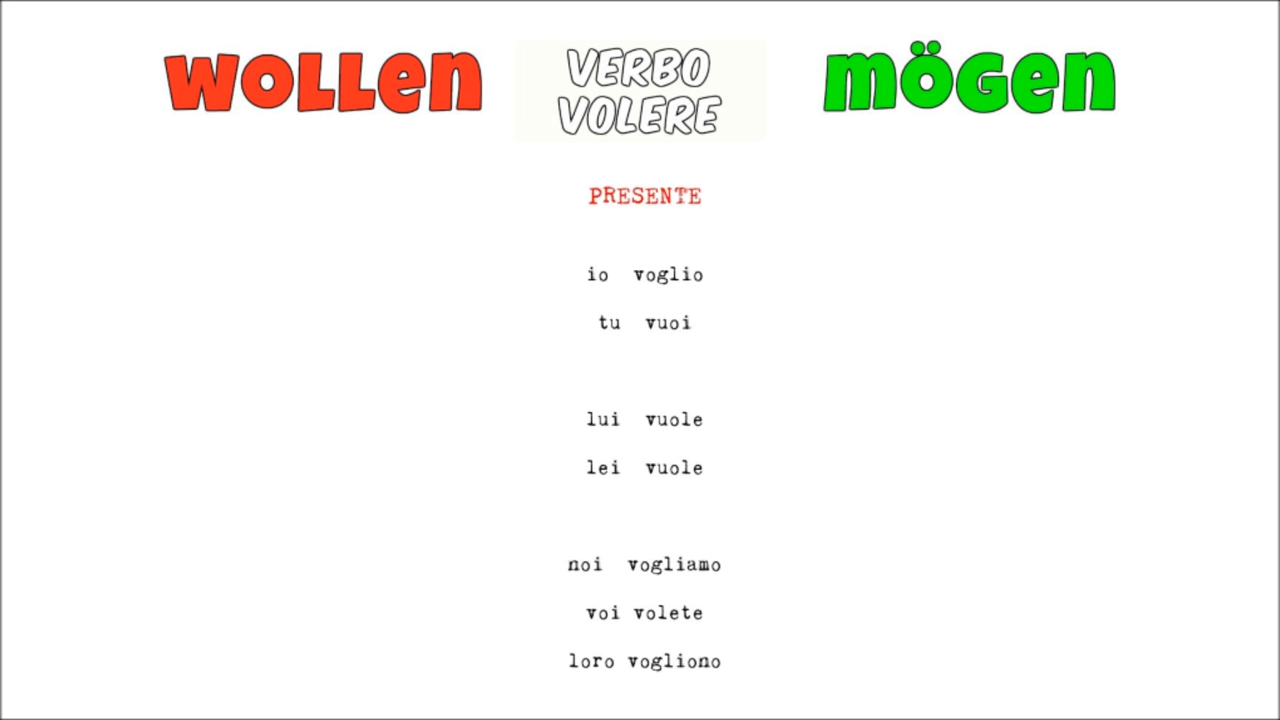 wollen
VERBO
VOLERE
mögen
PRESENTE
io voglio
tu vuoi
lui vuole
lei vuole
noi vogliamo
voi volete
loro vogliono